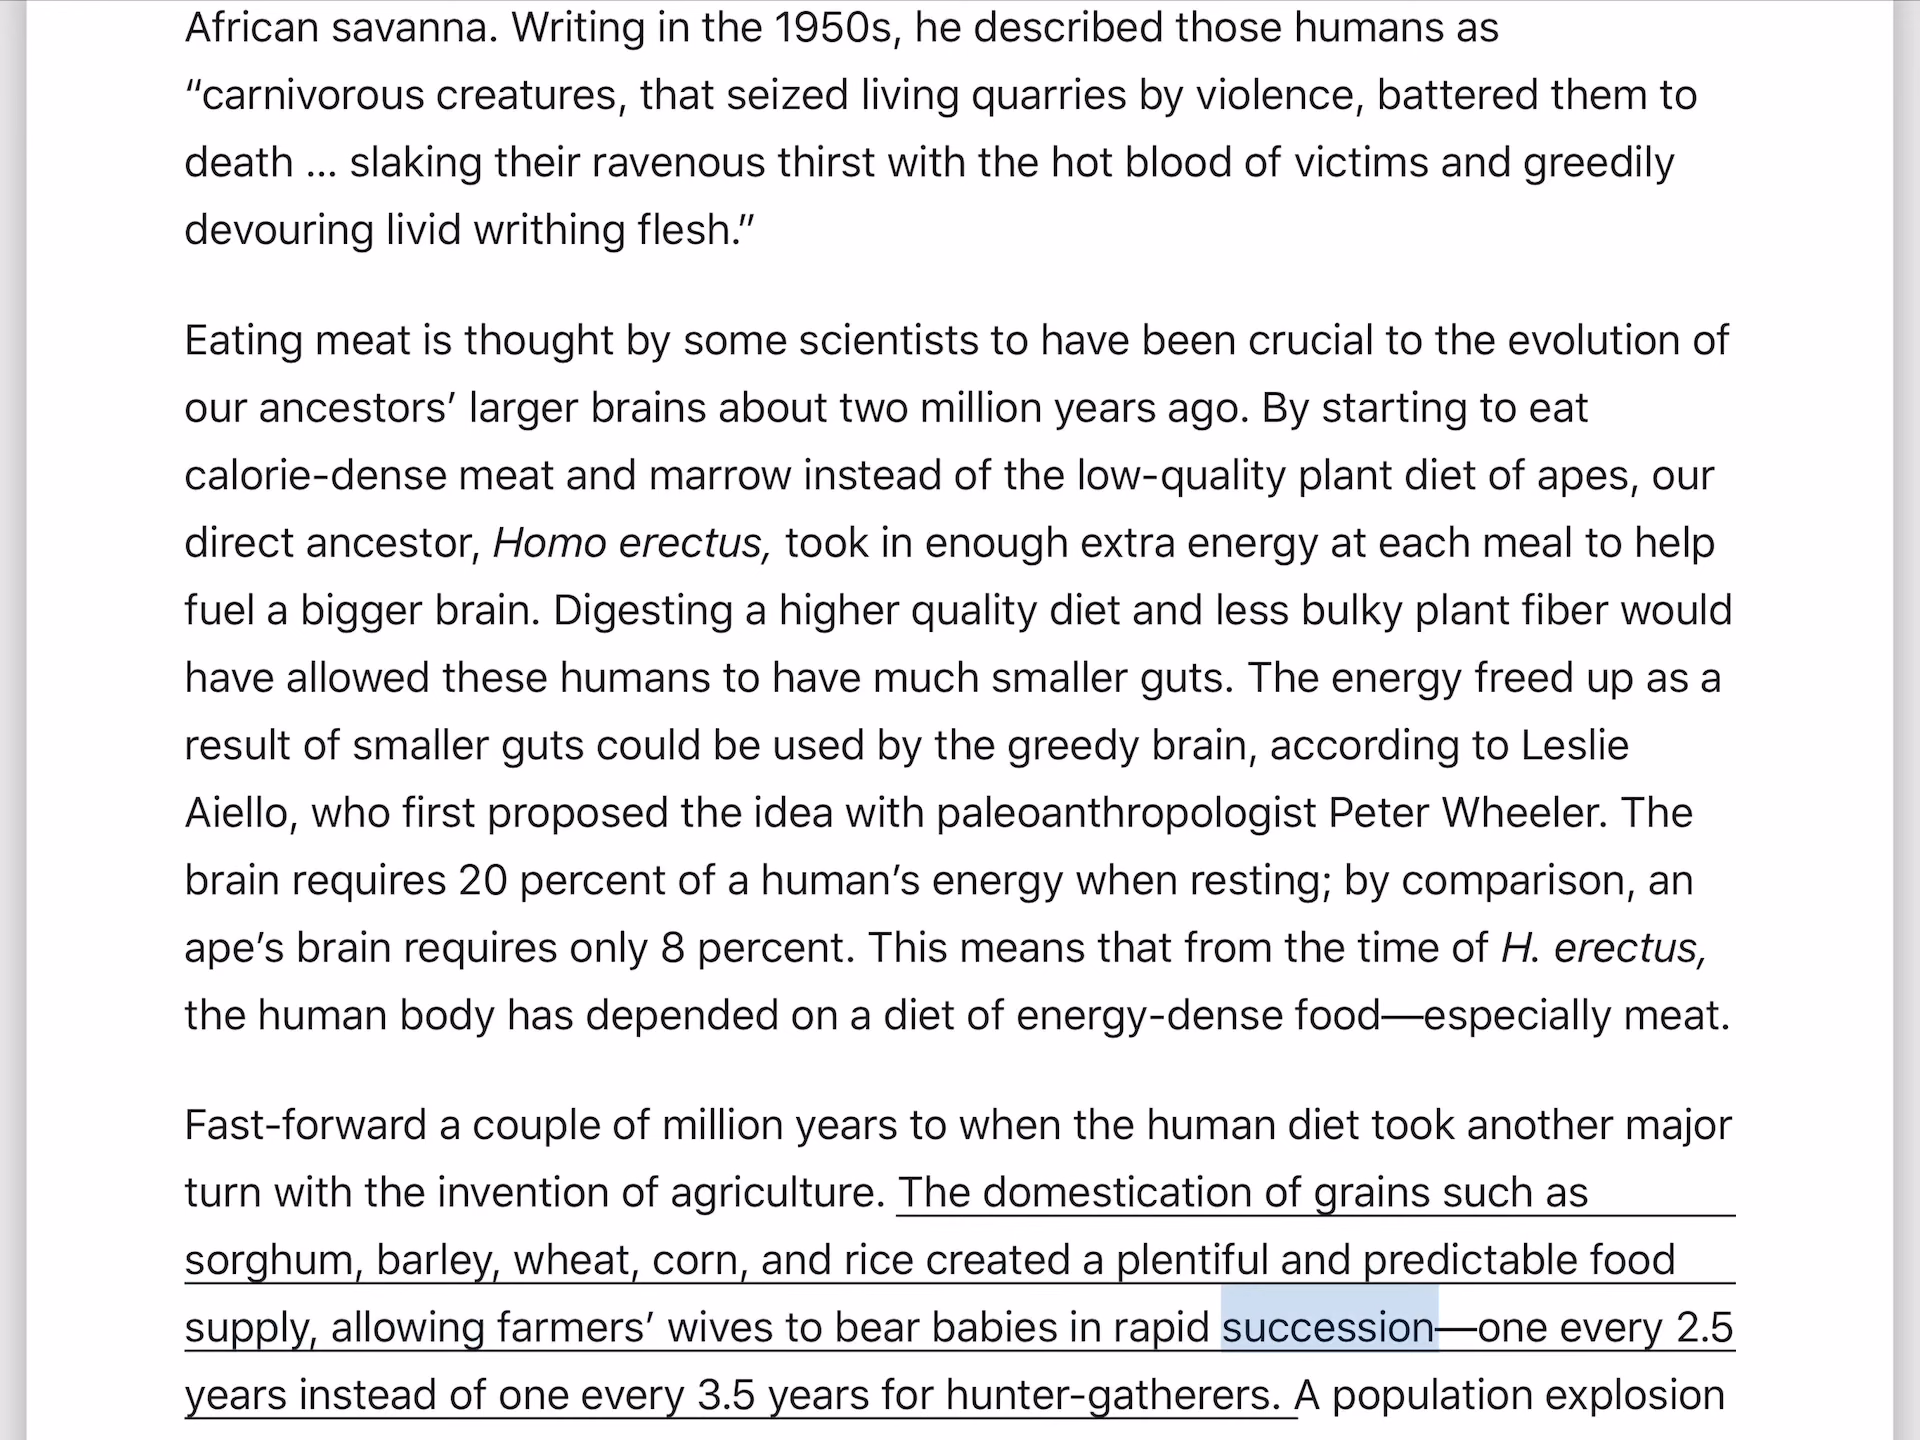 African savanna. Writing in the 1950s, he described those humans as
“carnivorous creatures, that seized living quarries by violence, battered them to
death ... slaking their ravenous thirst with the hot blood of victims and greedily
devouring livid writhing flesh.”
Eating meat is thought by some scientists to have been crucial to the evolution of
our ancestors’ larger brains about two million years ago. By starting to eat
calorie-dense meat and marrow instead of the low-quality plant diet of apes, our
direct ancestor, Homo erectus, took in enough extra energy at each meal to help
fuel a bigger brain. Digesting a higher quality diet and less bulky plant fiber would
have allowed these humans to have much smaller guts. The energy freed up as a
result of smaller guts could be used by the greedy brain, according to Leslie
Aiello, who first proposed the idea with paleoanthropologist Peter Wheeler. The
brain requires 20 percent of a human’s energy when resting; by comparison, an
ape’s brain requires only 8 percent. This means that from the time of H. erectus,
the human body has depended on a diet of energy-dense food—especially meat.
Fast-forward a couple of million years to when the human diet took another major
turn with the invention of agriculture. The domestication of grains such as
sorghum, barley, wheat, corn, and rice created a plentiful and predictable food
supply, allowing farmers’ wives to bear babies in rapid succession—one every 2.5
years instead of one every 3.5 years for hunter-gatherers. A population explosion